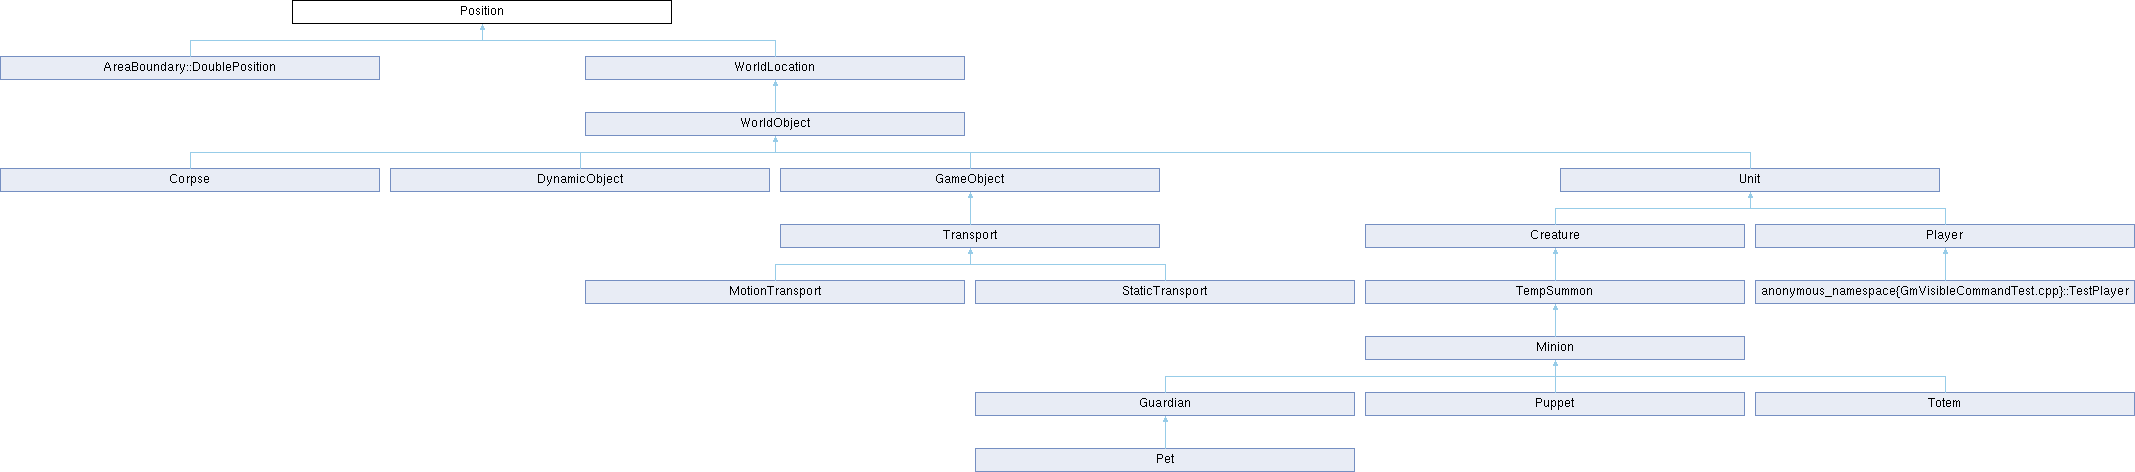 Position
AreaBoundary::DoublePosition
WorldLocation
WorldObject
Corpse
DynamicObject
GameObject
Unit
Transport
Creature
Player
MotionTransport
StaticTransport
TempSummon
anonymous_namespace{GmVisibleCommandTest.cpp}::TestPlayer
Minion
Guardian
Puppet
Totem
Pet